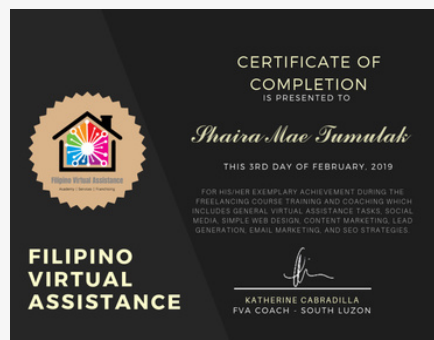 CERTIFICATE OF
COMPLETION
IS PRESENTED TO
Shaira Mae Tumulak
THIS 3RD DAY OF FEBRUARY, 2019
FOR HIS/HER EXEMPLARY ACHIEVEMENT DURING THE
FREELANCING COURSE TRAINING AND COACHING WHICH
INCLUDES GENERAL VIRTUAL ASSISTANCE TASKS, SOCIAL
MEDIA, SIMPLE WEB DESIGN, CONTENT MARKETING, LEAD
GENERATION, EMAIL MARKETING, AND SEO STRATEGIES.
Filipino Virtual Assistance
Academy | Services | Franchising
FILIPINO
VIRTUAL
ASSISTANCE
KATHERINE CABRADILLA
FVA COACH - SOUTH LUZON